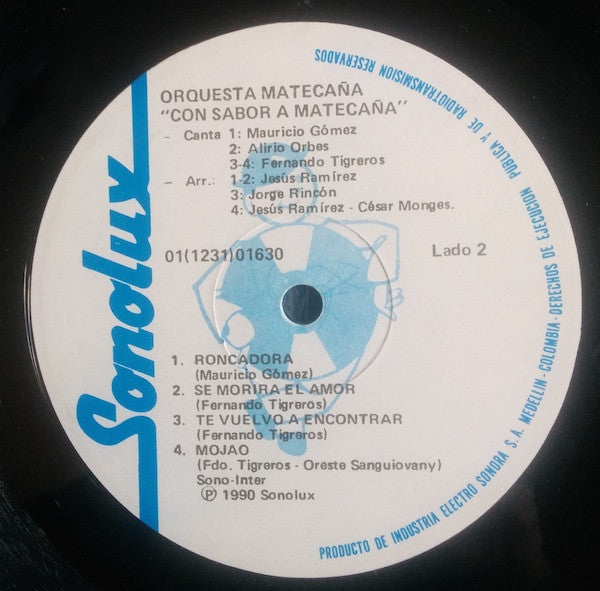 Sonolux
ORQUESTA MATECAÑA
"CON SABOR A MATECAÑA"
- Canta 1: Mauricio Gómez
2: Alirio Orbes
3-4: Fernando Tigreros
- Arr.: 1-2: Jesús Ramírez
3: Jorge Rincón
4: Jesús Ramírez - César Monges.
01(1231)01630
Lado 2
1. RONCADORA
(Mauricio Gómez)
2. SE MORIRA EL AMOR
(Fernando Tigreros)
3. TE VUELVO A ENCONTRAR
(Fernando Tigreros)
4. MOJAO
(Fdo. Tigreros - Oreste Sanguiovany)
Sono-Inter
Ⓟ 1990 Sonolux
PRODUCTO DE INDUSTRIA ELECTRO SONORA S.A. MEDELLIN-COLOMBIA-DERECHOS DE EJECUCION PUBLICA Y DE RADIOTRANSMISION RESERVADOS